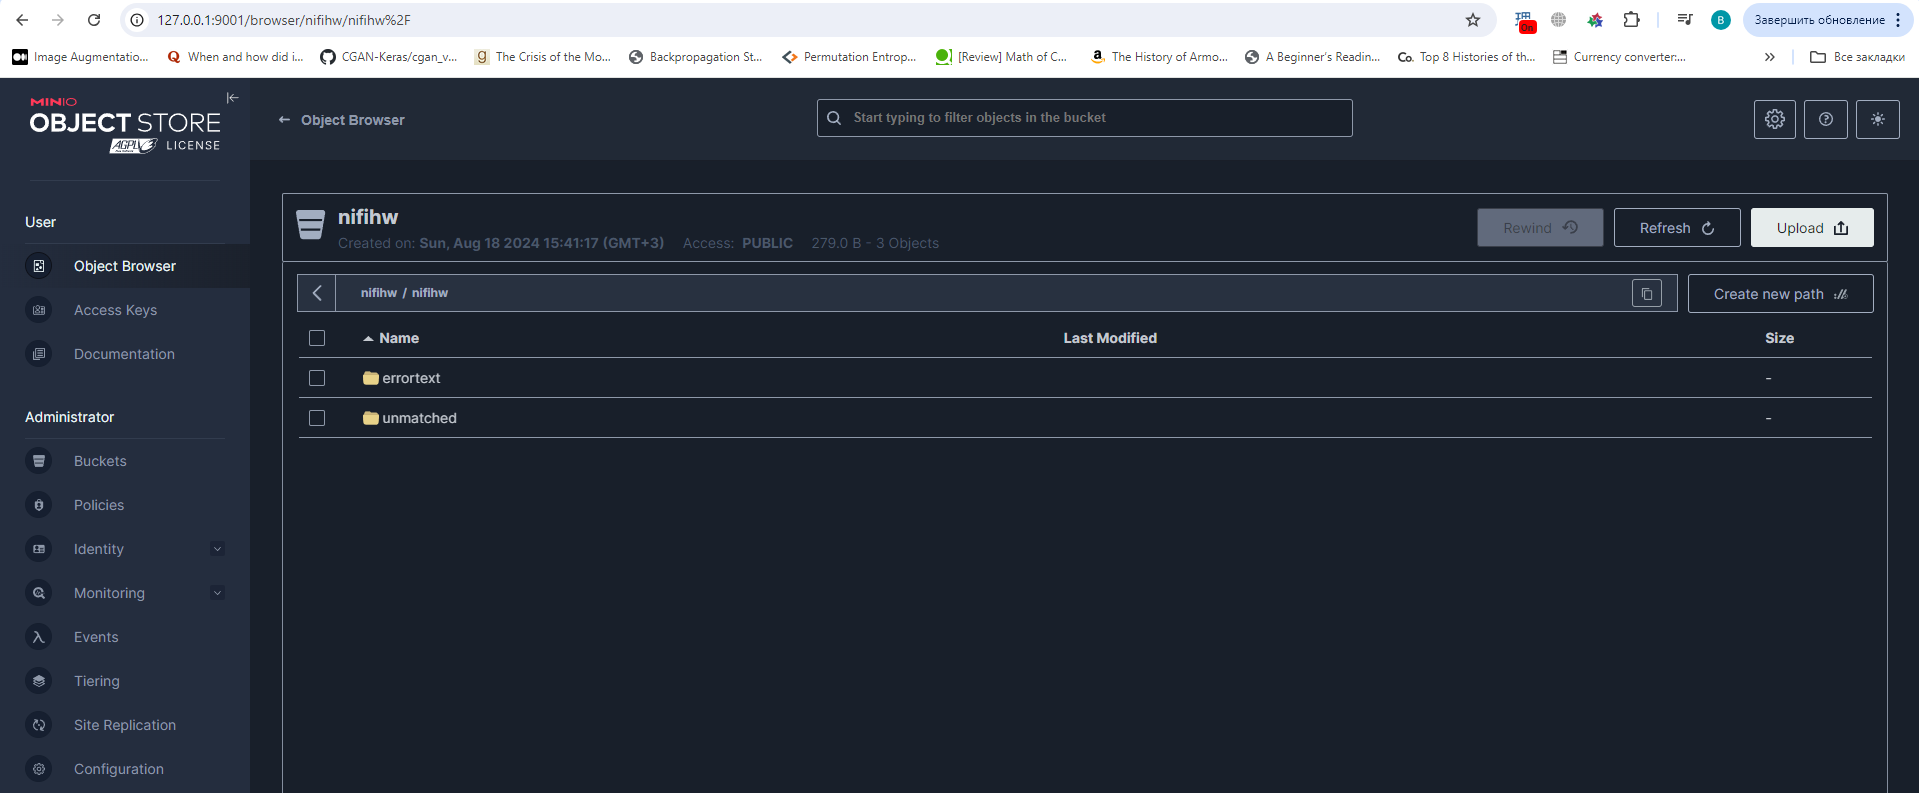 127.0.0.1:9001/browser/nifihw/nifihw%2F
On
B
Завершить обновление
Image Augmentatio...
When and how did i...
CGAN-Keras/cgan_v...
The Crisis of the Mo...
Backpropagation St...
Permutation Entrop...
[Review] Math of C...
The History of Armo...
A Beginner's Readin...
Co. Top 8 Histories of th...
Currency converter:...
Все закладки
MINIO
OBJECT STORE
AGPLv3 LICENSE
Object Browser
Start typing to filter objects in the bucket
User
Object Browser
Access Keys
Documentation
Administrator
Buckets
Policies
Identity
Monitoring
Events
Tiering
Site Replication
Configuration
nifihw
Created on: Sun, Aug 18 2024 15:41:17 (GMT+3) Access: PUBLIC 279.0 B - 3 Objects
Rewind
Refresh
Upload
nifihw / nifihw
Create new path
Name Last Modified Size
errortext -
unmatched -